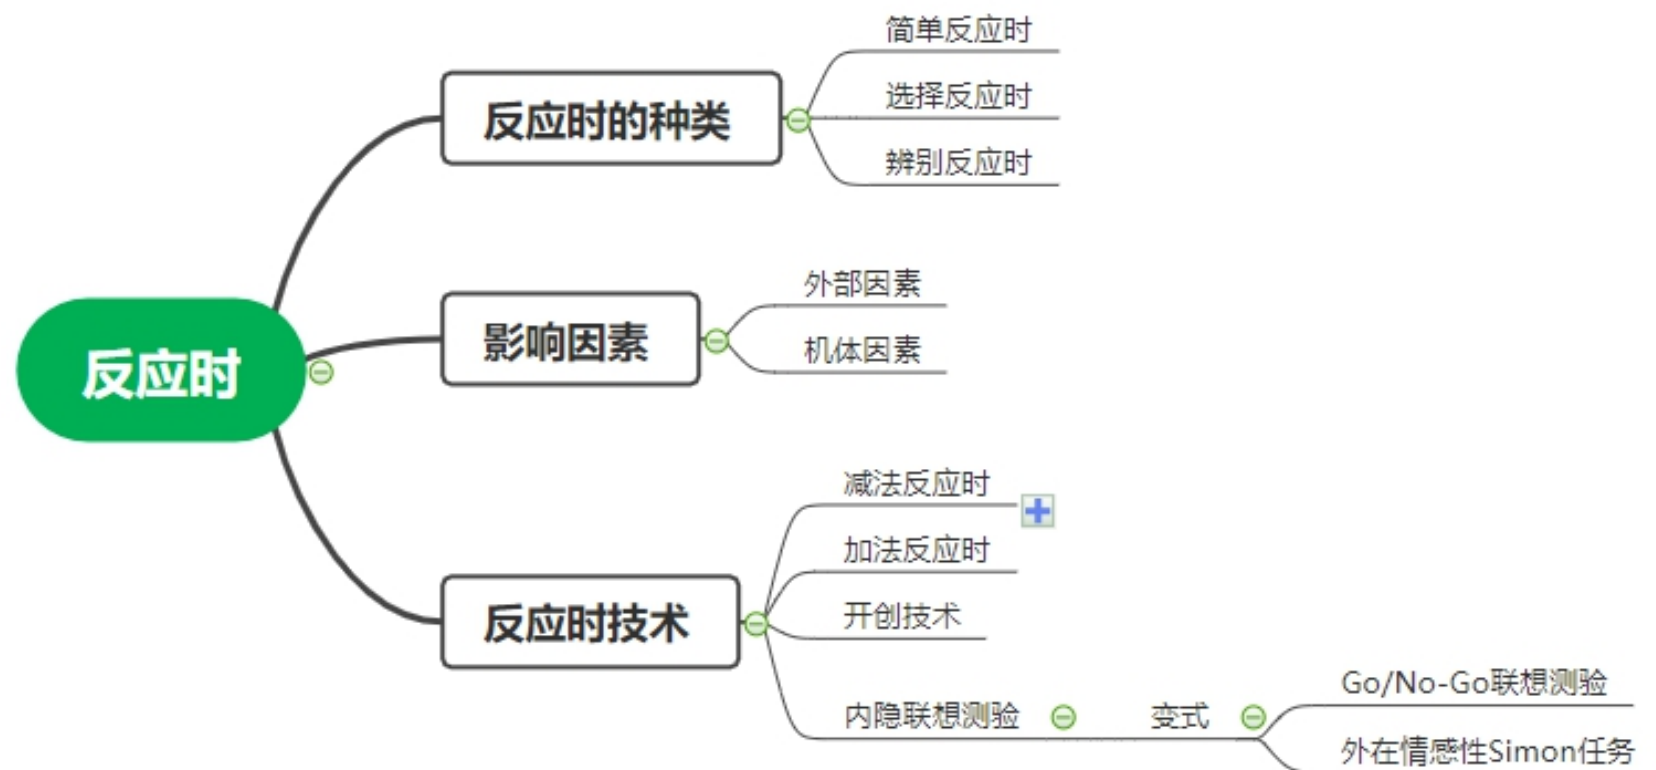 反应时
反应时的种类
简单反应时
选择反应时
辨别反应时
影响因素
外部因素
机体因素
反应时技术
减法反应时
加法反应时
开创技术
内隐联想测验
变式
Go/No-Go联想测验
外在情感性Simon任务